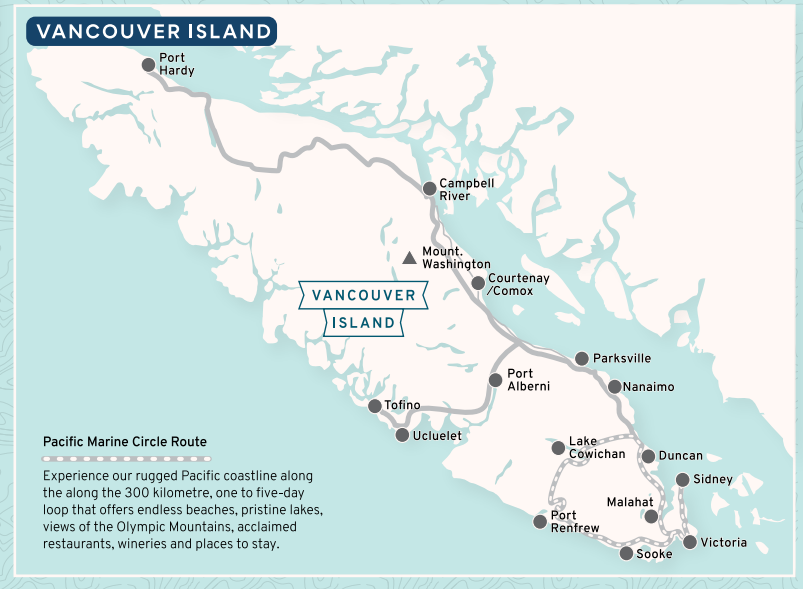 VANCOUVER ISLAND
Port
Hardy
Campbell
River
Mount.
Washington
Courtenay
/Comox
VANCOUVER
ISLAND
Parksville
Port
Alberni
Nanaimo
Tofino
Ucluelet
Lake
Cowichan
Duncan
Sidney
Malahat
Port
Renfrew
Victoria
Sooke
Pacific Marine Circle Route
Experience our rugged Pacific coastline along
the along the 300 kilometre, one to five-day
loop that offers endless beaches, pristine lakes,
views of the Olympic Mountains, acclaimed
restaurants, wineries and places to stay.